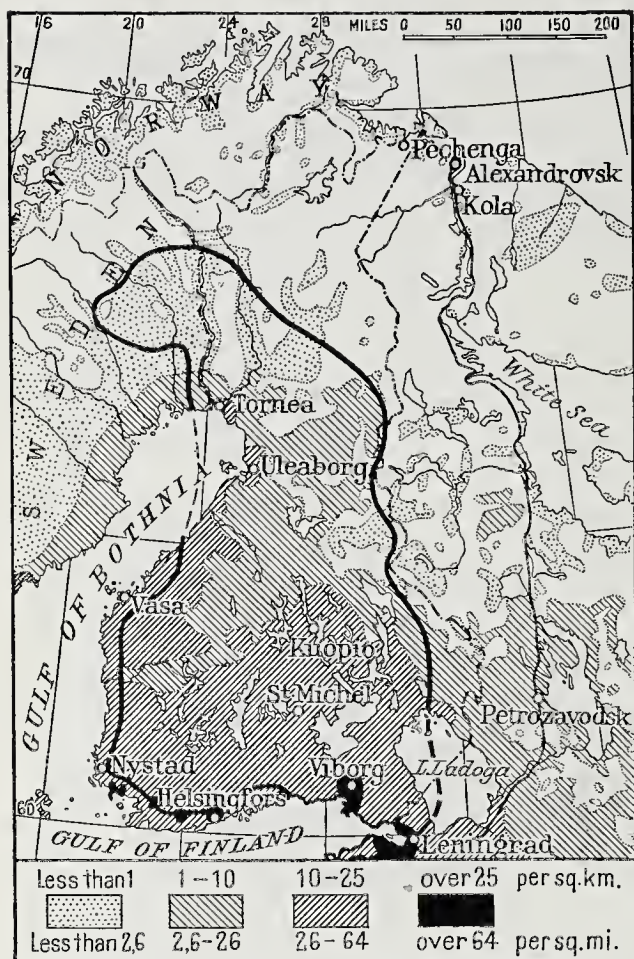 16 20 24 28 MILES 0 50 100 150 200
70
NORWAY
Pechenga
Alexandrovsk
Kola
SWEDEN
White sea
Tornea
Uleaborg
GULF OF BOTHNIA
Vasa
Kuopio
St Michel
Petrozavodsk
L.Ladoga
Nystad
Viborg
Helsingfors
60
GULF OF FINLAND
Leningrad
Less than 1 1–10 10–25 over 25 per sq.km.
Less than 2,6 2,6–26 26–64 over 64 per sq.mi.